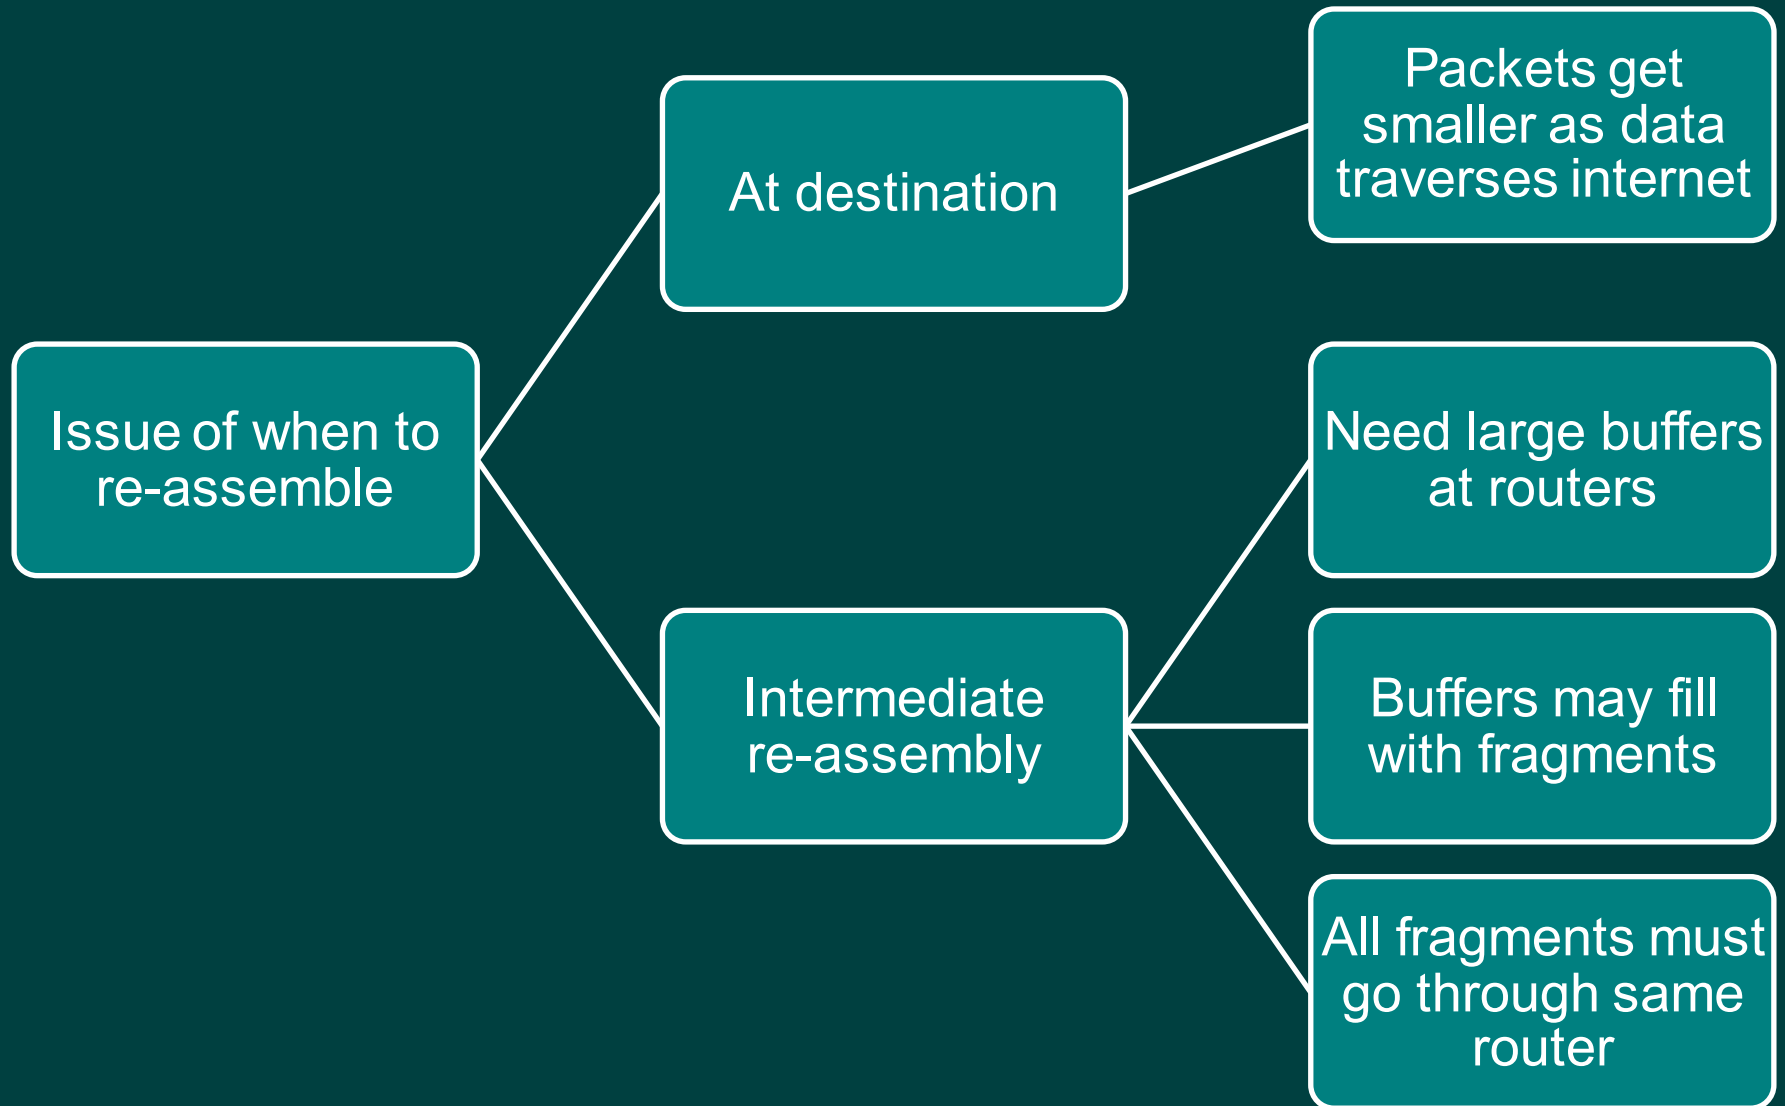 Issue of when to
re-assemble
At destination
Packets get
smaller as data
traverses internet
Intermediate
re-assembly
Need large buffers
at routers
Buffers may fill
with fragments
All fragments must
go through same
router